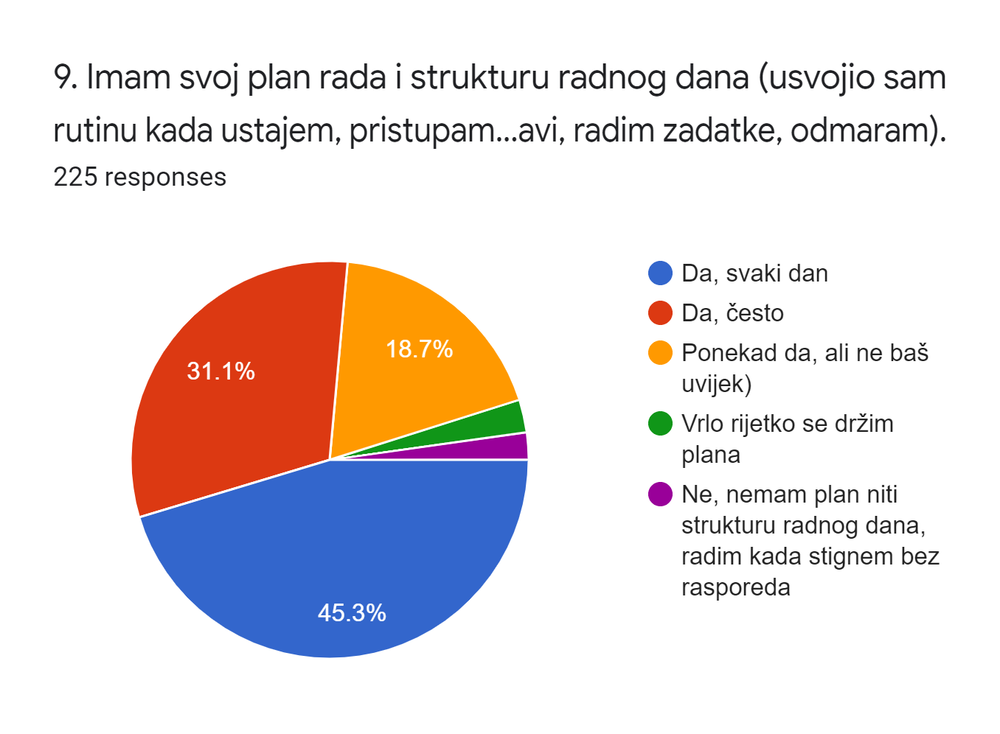 9. Imam svoj plan rada i strukturu radnog dana (usvojio sam
rutinu kada ustajem, pristupam...avi, radim zadatke, odmaram).
225 responses
Da, svaki dan
Da, često
Ponekad da, ali ne baš
uvijek)
Vrlo rijetko se držim
plana
Ne, nemam plan niti
strukturu radnog dana,
radim kada stignem bez
rasporeda
31.1%
18.7%
45.3%